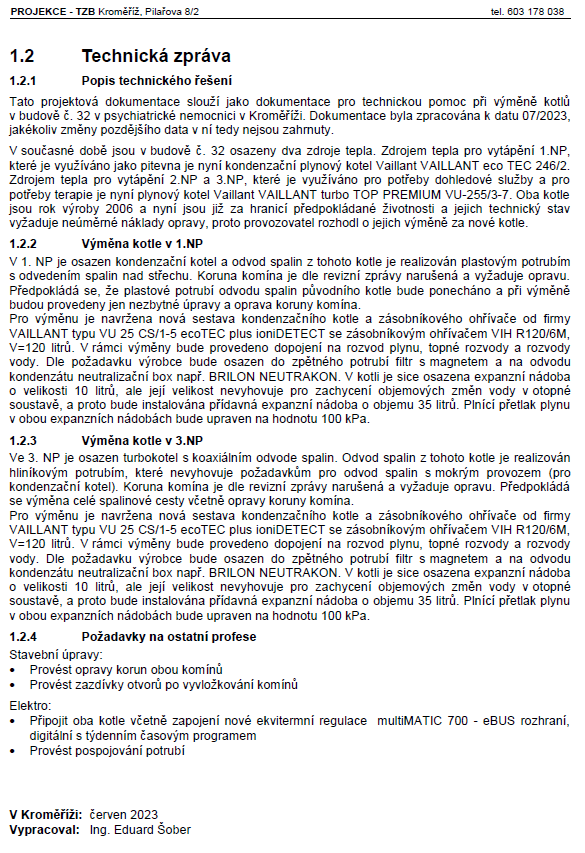 PROJEKCE - TZB Kroměříž, Pilařova 8/2 tel. 603 178 038
1.2 Technická zpráva
1.2.1 Popis technického řešení
Tato projektová dokumentace slouží jako dokumentace pro technickou pomoc při výměně kotlů
v budově č. 32 v psychiatrické nemocnici v Kroměříži. Dokumentace byla zpracována k datu 07/2023,
jakékoliv změny pozdějšího data v ní tedy nejsou zahrnuty.
V současné době jsou v budově č. 32 osazeny dva zdroje tepla. Zdrojem tepla pro vytápění 1.NP,
které je využíváno jako pitevna je nyní kondenzační plynový kotel Vaillant VAILLANT eco TEC 246/2.
Zdrojem tepla pro vytápění 2.NP a 3.NP, které je využíváno pro potřeby dohledové služby a pro
potřeby terapie je nyní plynový kotel Vaillant VAILLANT turbo TOP PREMIUM VU-255/3-7. Oba kotle
jsou rok výroby 2006 a nyní jsou již za hranicí předpokládané životnosti a jejich technický stav
vyžaduje neúměrné náklady opravy, proto provozovatel rozhodl o jejich výměně za nové kotle.
1.2.2 Výměna kotle v 1.NP
V 1. NP je osazen kondenzační kotel a odvod spalin z tohoto kotle je realizován plastovým potrubím
s odvedením spalin nad střechu. Koruna komína je dle revizní zprávy narušená a vyžaduje opravu.
Předpokládá se, že plastové potrubí odvodu spalin původního kotle bude ponecháno a při výměně
budou provedeny jen nezbytné úpravy a oprava koruny komína.
Pro výměnu je navržena nová sestava kondenzačního kotle a zásobníkového ohřívače od firmy
VAILLANT typu VU 25 CS/1-5 ecoTEC plus ioniDETECT se zásobníkovým ohřívačem VIH R120/6M,
V=120 litrů. V rámci výměny bude provedeno dopojení na rozvod plynu, topné rozvody a rozvody
vody. Dle požadavku výrobce bude osazen do zpětného potrubí filtr s magnetem a na odvodu
kondenzátu neutralizační box např. BRILON NEUTRAKON. V kotli je sice osazena expanzní nádoba
o velikosti 10 litrů, ale její velikost nevyhovuje pro zachycení objemových změn vody v otopné
soustavě, a proto bude instalována přídavná expanzní nádoba o objemu 35 litrů. Plnící přetlak plynu
v obou expanzních nádobách bude upraven na hodnotu 100 kPa.
1.2.3 Výměna kotle v 3.NP
Ve 3. NP je osazen turbokotel s koaxiálním odvode spalin. Odvod spalin z tohoto kotle je realizován
hliníkovým potrubím, které nevyhovuje požadavkům pro odvod spalin s mokrým provozem (pro
kondenzační kotel). Koruna komína je dle revizní zprávy narušená a vyžaduje opravu. Předpokládá
se výměna celé spalinové cesty včetně opravy koruny komína.
Pro výměnu je navržena nová sestava kondenzačního kotle a zásobníkového ohřívače od firmy
VAILLANT typu VU 25 CS/1-5 ecoTEC plus ioniDETECT se zásobníkovým ohřívačem VIH R120/6M,
V=120 litrů. V rámci výměny bude provedeno dopojení na rozvod plynu, topné rozvody a rozvody
vody. Dle požadavku výrobce bude osazen do zpětného potrubí filtr s magnetem a na odvodu
kondenzátu neutralizační box např. BRILON NEUTRAKON. V kotli je sice osazena expanzní nádoba
o velikosti 10 litrů, ale její velikost nevyhovuje pro zachycení objemových změn vody v otopné
soustavě, a proto bude instalována přídavná expanzní nádoba o objemu 35 litrů. Plnící přetlak plynu
v obou expanzních nádobách bude upraven na hodnotu 100 kPa.
1.2.4 Požadavky na ostatní profese
Stavební úpravy:
• Provést opravy korun obou komínů
• Provést zazdívky otvorů po vyvložkování komínů
Elektro:
• Připojit oba kotle včetně zapojení nové ekvitermní regulace multiMATIC 700 - eBUS rozhraní,
digitální s týdenním časovým programem
• Provést pospojování potrubí
V Kroměříži: červen 2023
Vypracoval: Ing. Eduard Šober